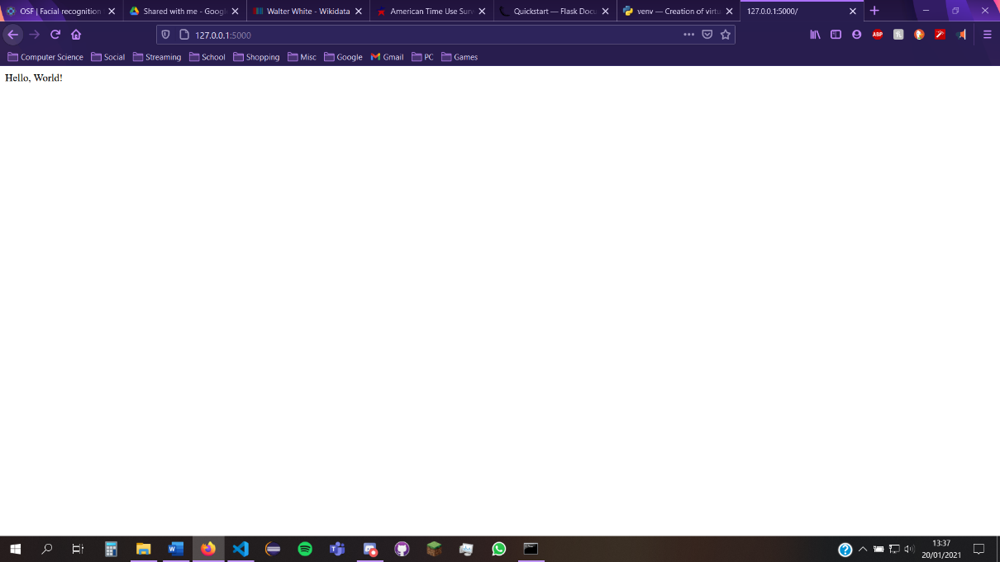 OSF | Facial recognition
Shared with me - Googl
Walter White - Wikidata
American Time Use Surv
Quickstart — Flask Docu
venv — Creation of virtu
127.0.0.1:5000/
127.0.0.1:5000
ABP
Computer Science
Social
Streaming
School
Shopping
Misc
Google
Gmail
PC
Games
Hello, World!
13:37
20/01/2021